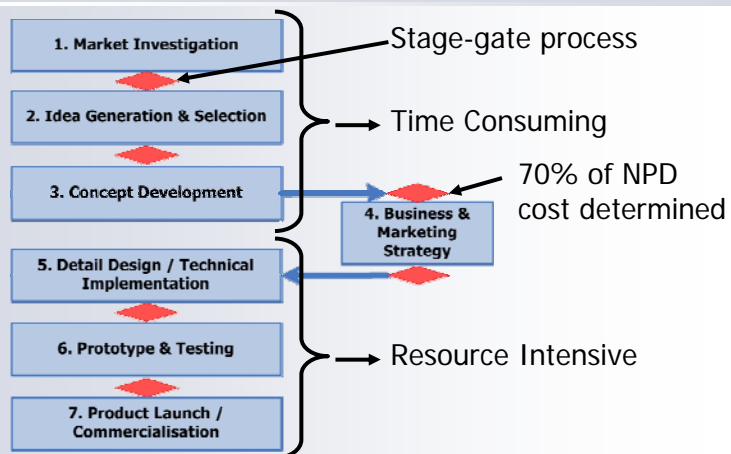 1. Market Investigation
Stage-gate process
2. Idea Generation & Selection
Time Consuming
3. Concept Development
70% of NPD
cost determined
4. Business &
Marketing
Strategy
5. Detail Design / Technical
Implementation
6. Prototype & Testing
Resource Intensive
7. Product Launch /
Commercialisation